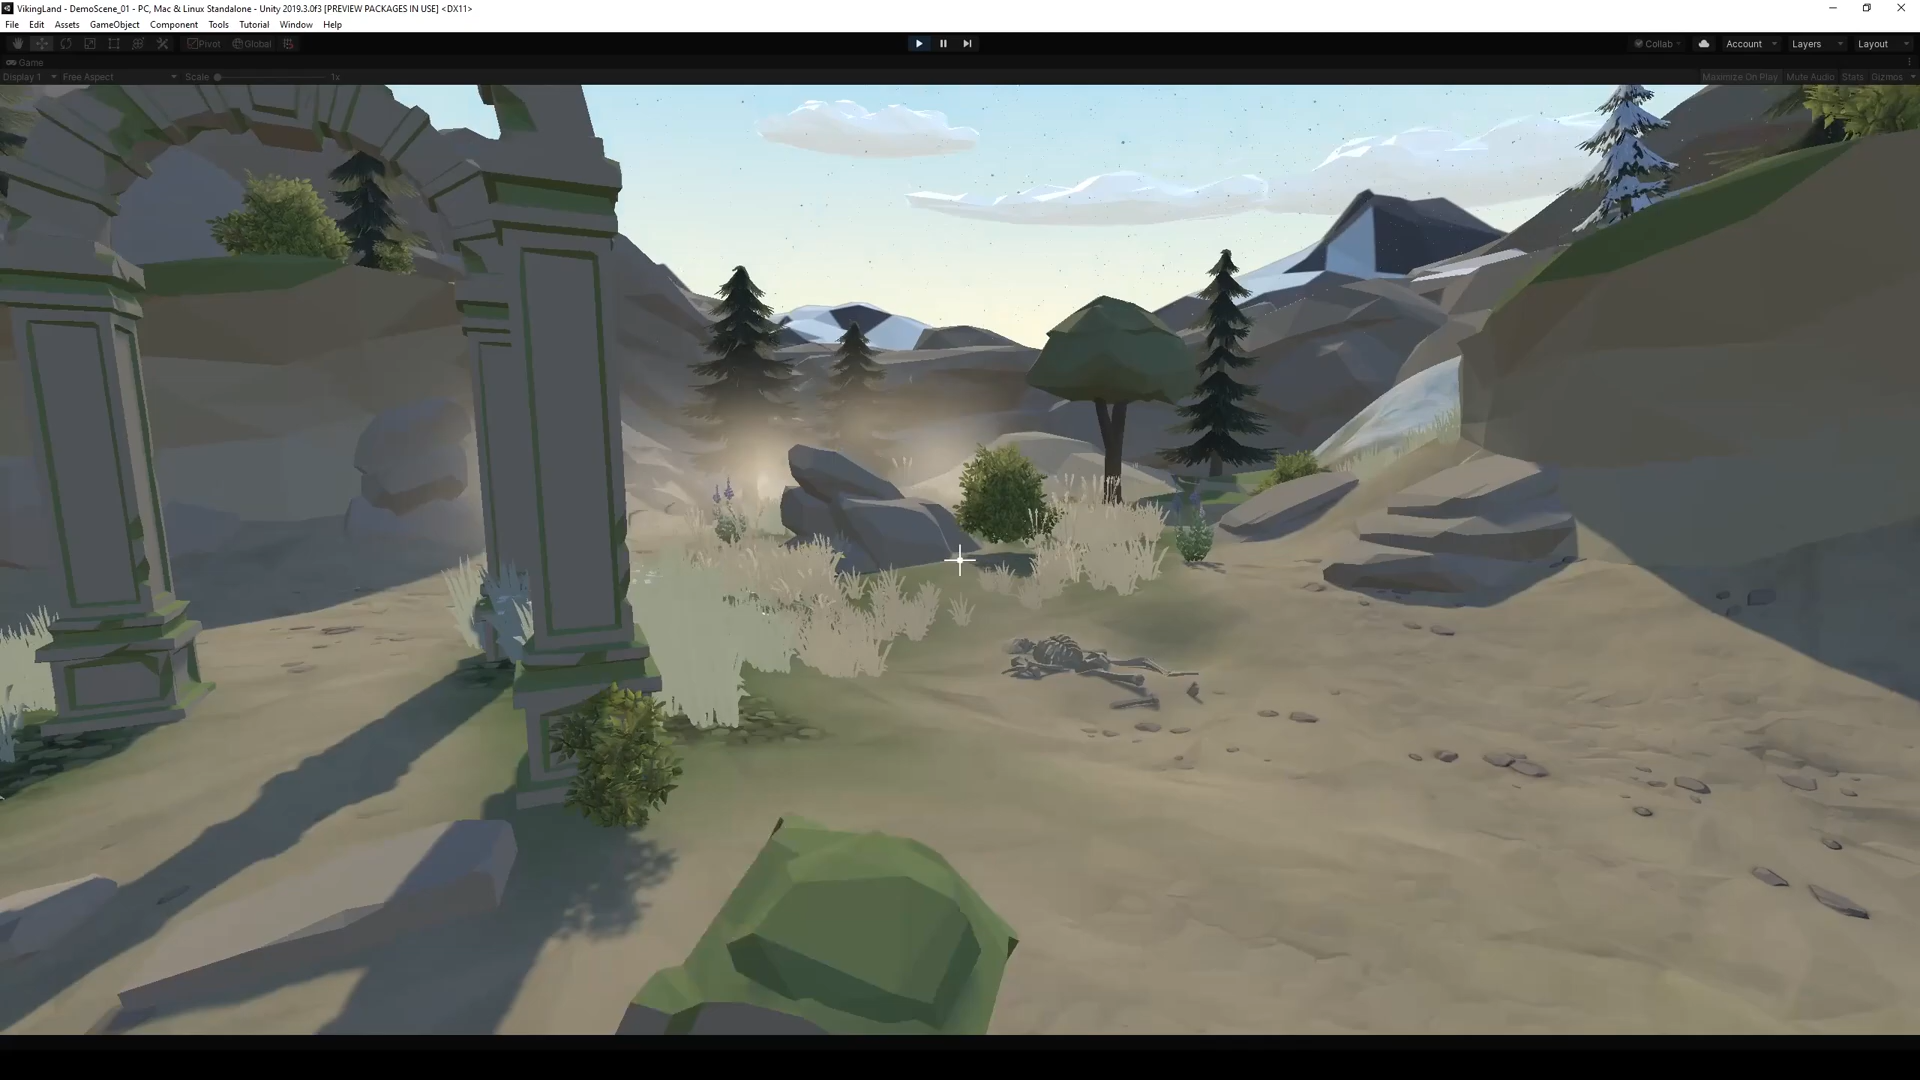 VikingLand - DemoScene_01 - PC, Mac & Linux Standalone - Unity 2019.3.0f3 [PREVIEW PACKAGES IN USE] <DX11>
File Edit Assets GameObject Component Tools Tutorial Window Help
Pivot Global Collab Account Layers Layout
Game
Display 1 Free Aspect Scale 1x Maximize On Play Mute Audio Stats Gizmos